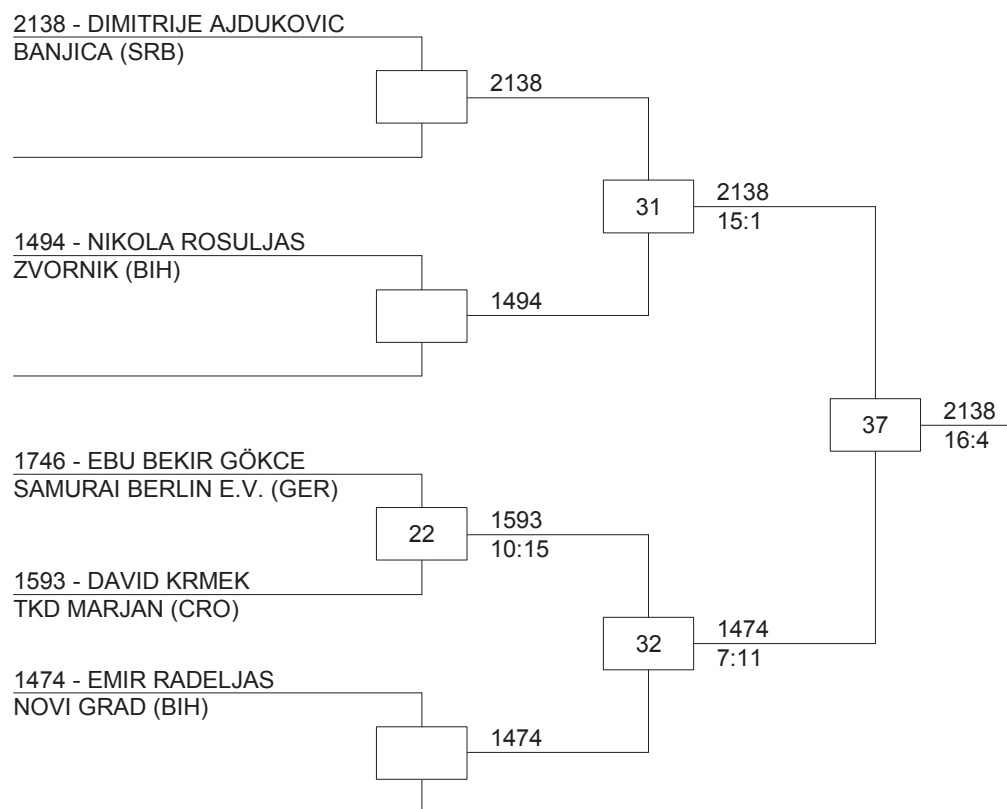 2138 - DIMITRIJE AJDUKOVIC
BANJICA (SRB)
2138
31
2138
15:1
1494 - NIKOLA ROSULJAS
ZVORNIK (BIH)
1494
37
2138
16:4
1746 - EBU BEKIR GÖKCE
SAMURAI BERLIN E.V. (GER)
22
1593
10:15
1593 - DAVID KRMEK
TKD MARJAN (CRO)
32
1474
7:11
1474 - EMIR RADELJAS
NOVI GRAD (BIH)
1474